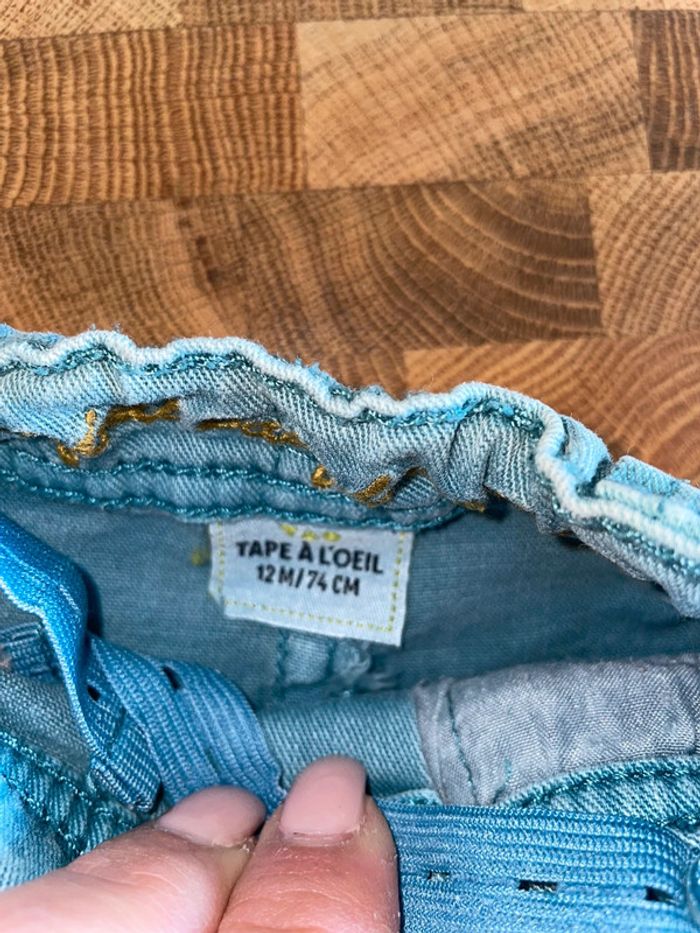 TAPE À L'OEIL
12 M/74 CM